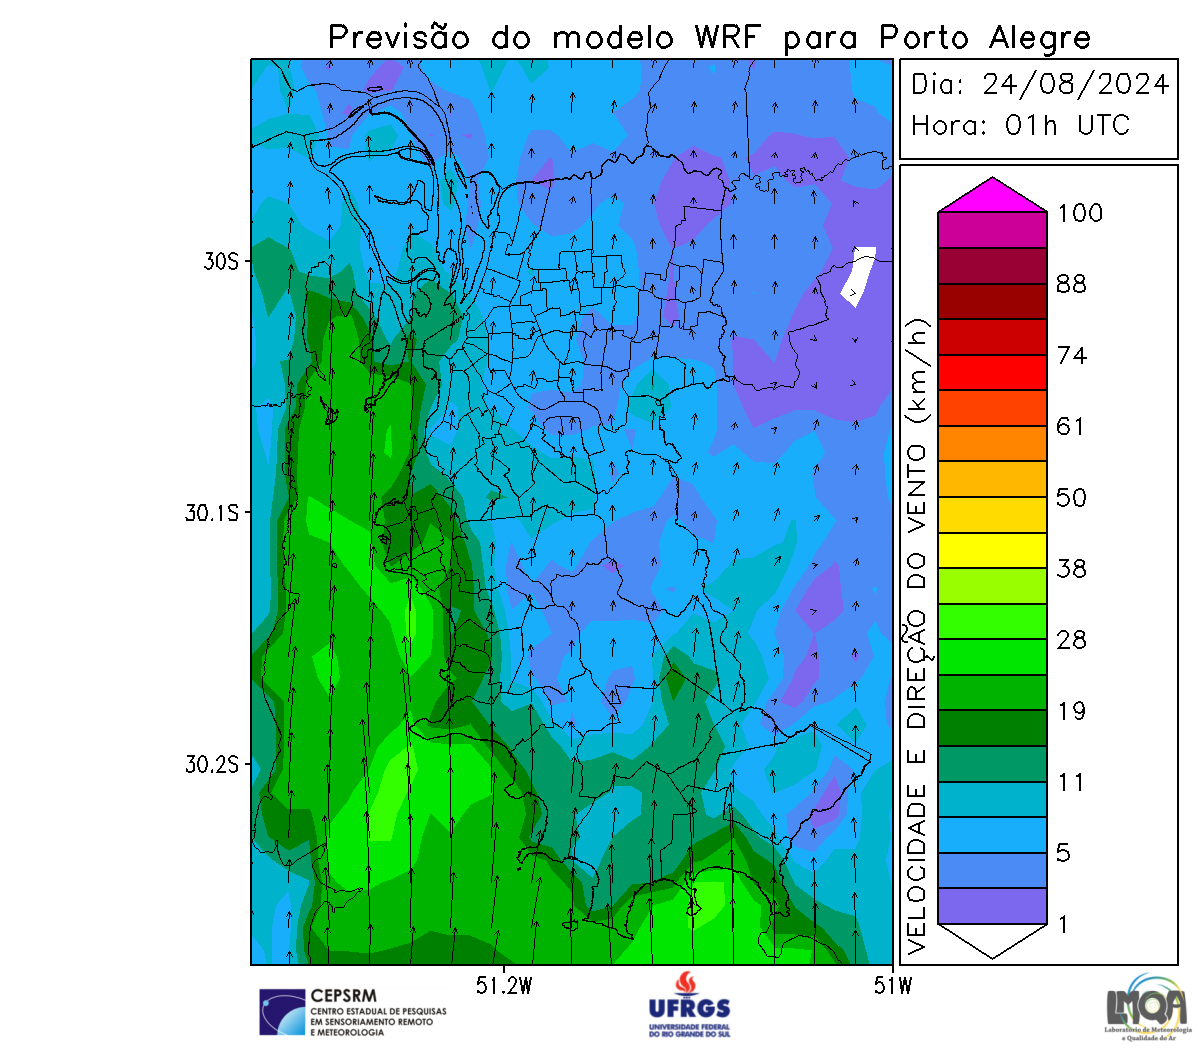 Previsão do modelo WRF para Porto Alegre
Dia: 24/08/2024
Hora: 01h UTC
30S
30.1S
30.2S
51.2W
51W
VELOCIDADE E DIREÇÃO DO VENTO (km/h)
100
88
74
61
50
38
28
19
11
5
1
CEPSRM
CENTRO ESTADUAL DE PESQUISAS
EM SENSORIAMENTO REMOTO
E METEOROLOGIA
UFRGS
UNIVERSIDADE FEDERAL
DO RIO GRANDE DO SUL
LMQA
Laboratório de Meteorologia
e Qualidade do Ar